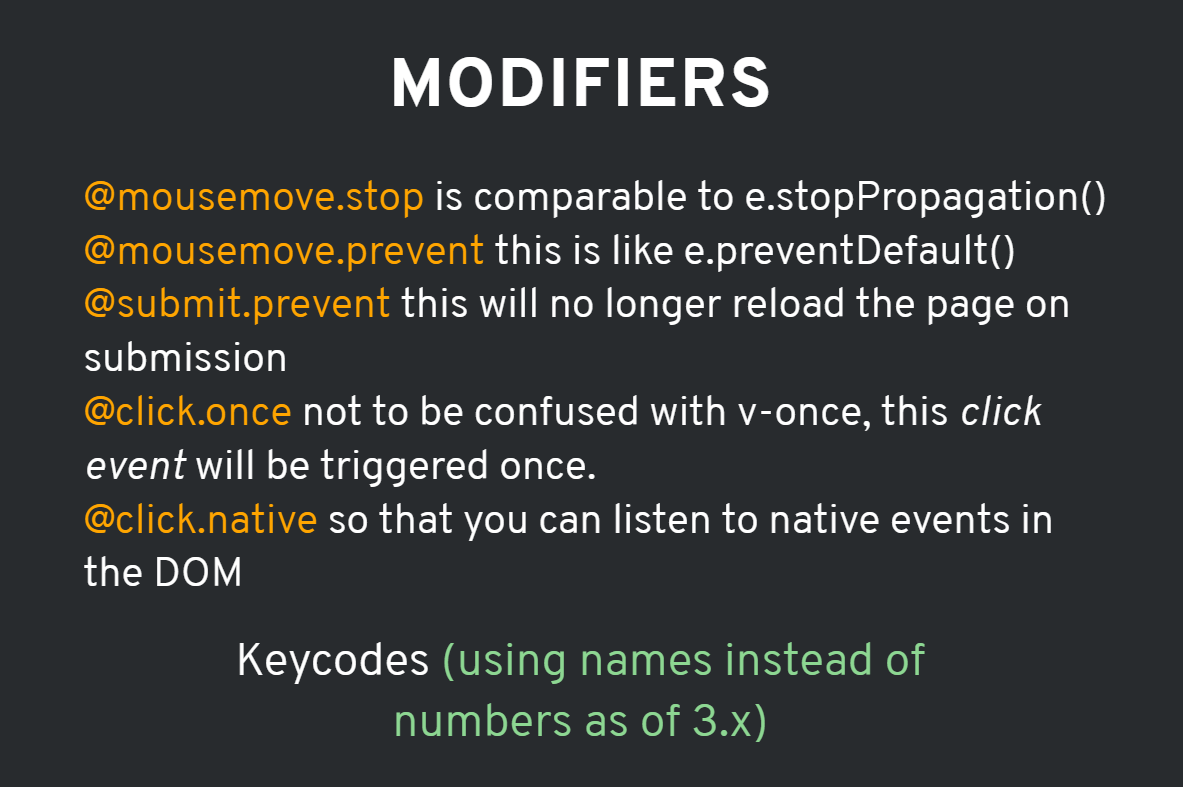 MODIFIERS
@mousemove.stop is comparable to e.stopPropagation()
@mousemove.prevent this is like e.preventDefault()
@submit.prevent this will no longer reload the page on
submission
@click.once not to be confused with v-once, this click
event will be triggered once.
@click.native so that you can listen to native events in
the DOM
Keycodes (using names instead of
numbers as of 3.x)